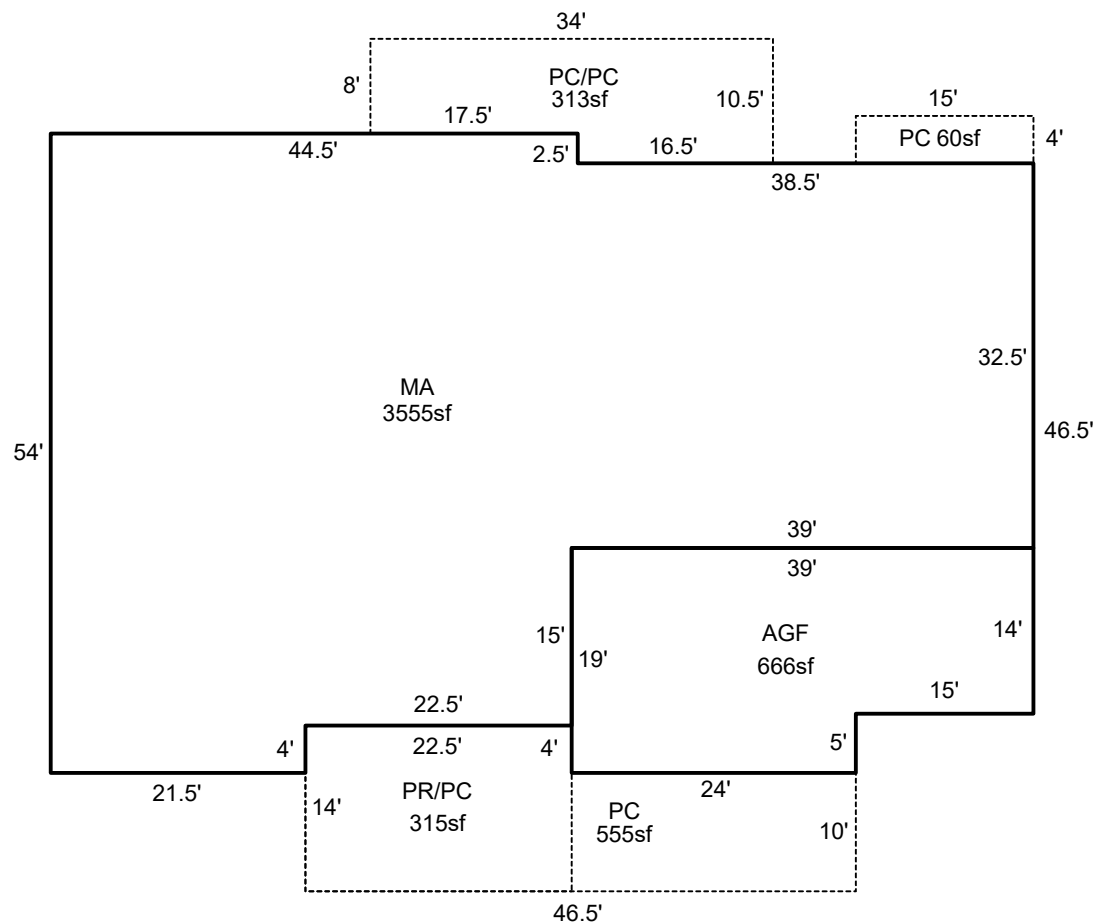 34'
8'
PC/PC
313sf
10.5'
15'
17.5'
44.5'
2.5'
16.5'
PC 60sf
4'
38.5'
32.5'
MA
3555sf
54'
46.5'
39'
39'
15'
19'
AGF
666sf
14'
15'
22.5'
4'
22.5'
4'
5'
21.5'
14'
PR/PC
315sf
24'
PC
555sf
10'
46.5'